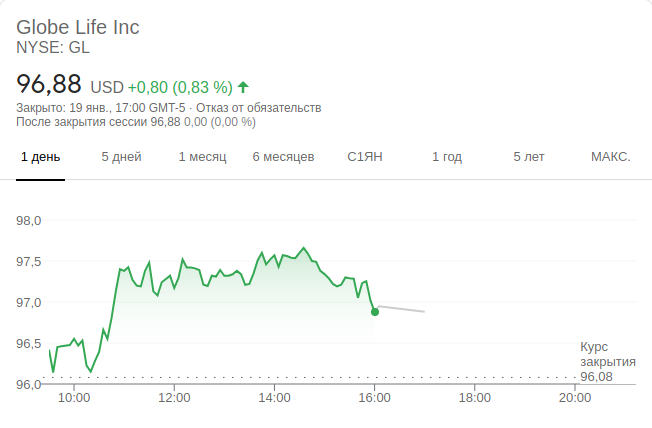 Globe Life Inc
NYSE: GL
96,88 USD +0,80 (0,83 %)
Закрыто: 19 янв., 17:00 GMT-5 · Отказ от обязательств
После закрытия сессии 96,88 0,00 (0,00 %)
1 день 5 дней 1 месяц 6 месяцев С1ЯН 1 год 5 лет МАКС.
98,0
97,5
97,0
96,5
96,0
Курс
закрытия
96,08
10:00 12:00 14:00 16:00 18:00 20:00